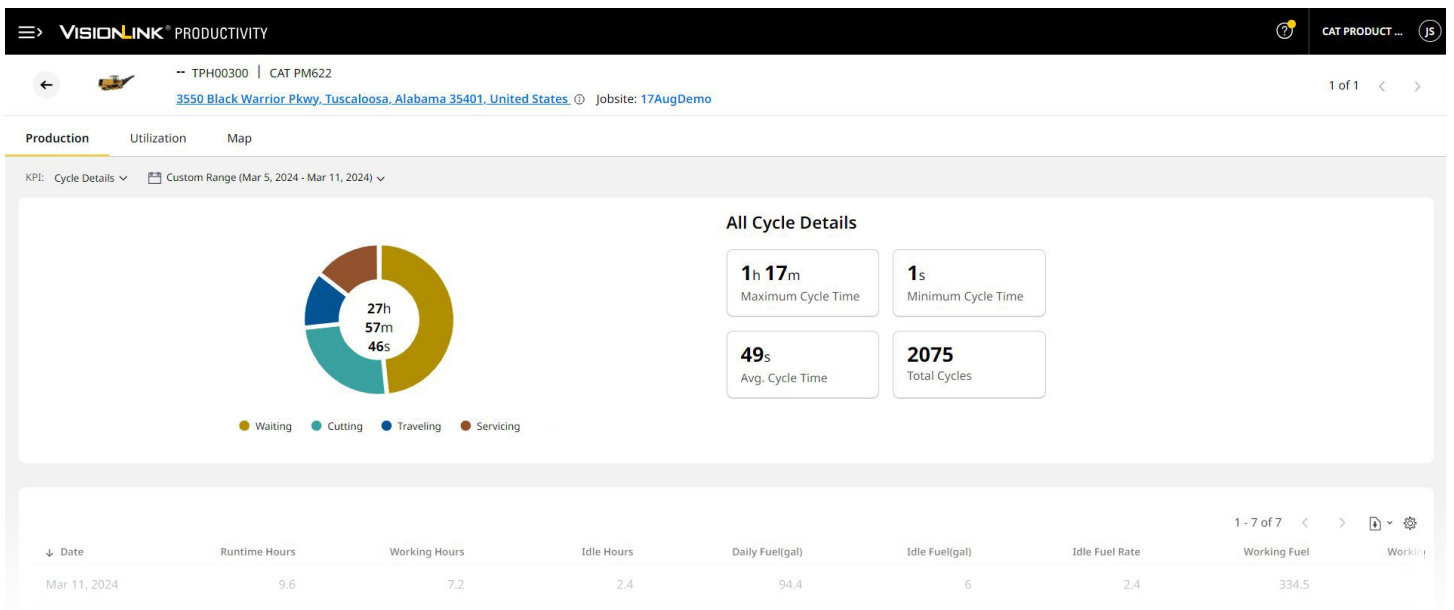 VISIONLINK® PRODUCTIVITY
CAT PRODUCT ...
JS
-- TPH00300 | CAT PM622
3550 Black Warrior Pkwy, Tuscaloosa, Alabama 35401, United States Jobsite: 17AugDemo
1 of 1
Production Utilization Map
KPI: Cycle Details Custom Range (Mar 5, 2024 - Mar 11, 2024)
27h
57m
46s
Waiting Cutting Traveling Servicing
All Cycle Details
1h 17m
Maximum Cycle Time
1s
Minimum Cycle Time
49s
Avg. Cycle Time
2075
Total Cycles
1 - 7 of 7
Date Runtime Hours Working Hours Idle Hours Daily Fuel(gal) Idle Fuel(gal) Idle Fuel Rate Working Fuel Working
Mar 11, 2024 9.6 7.2 2.4 94.4 6 2.4 334.5